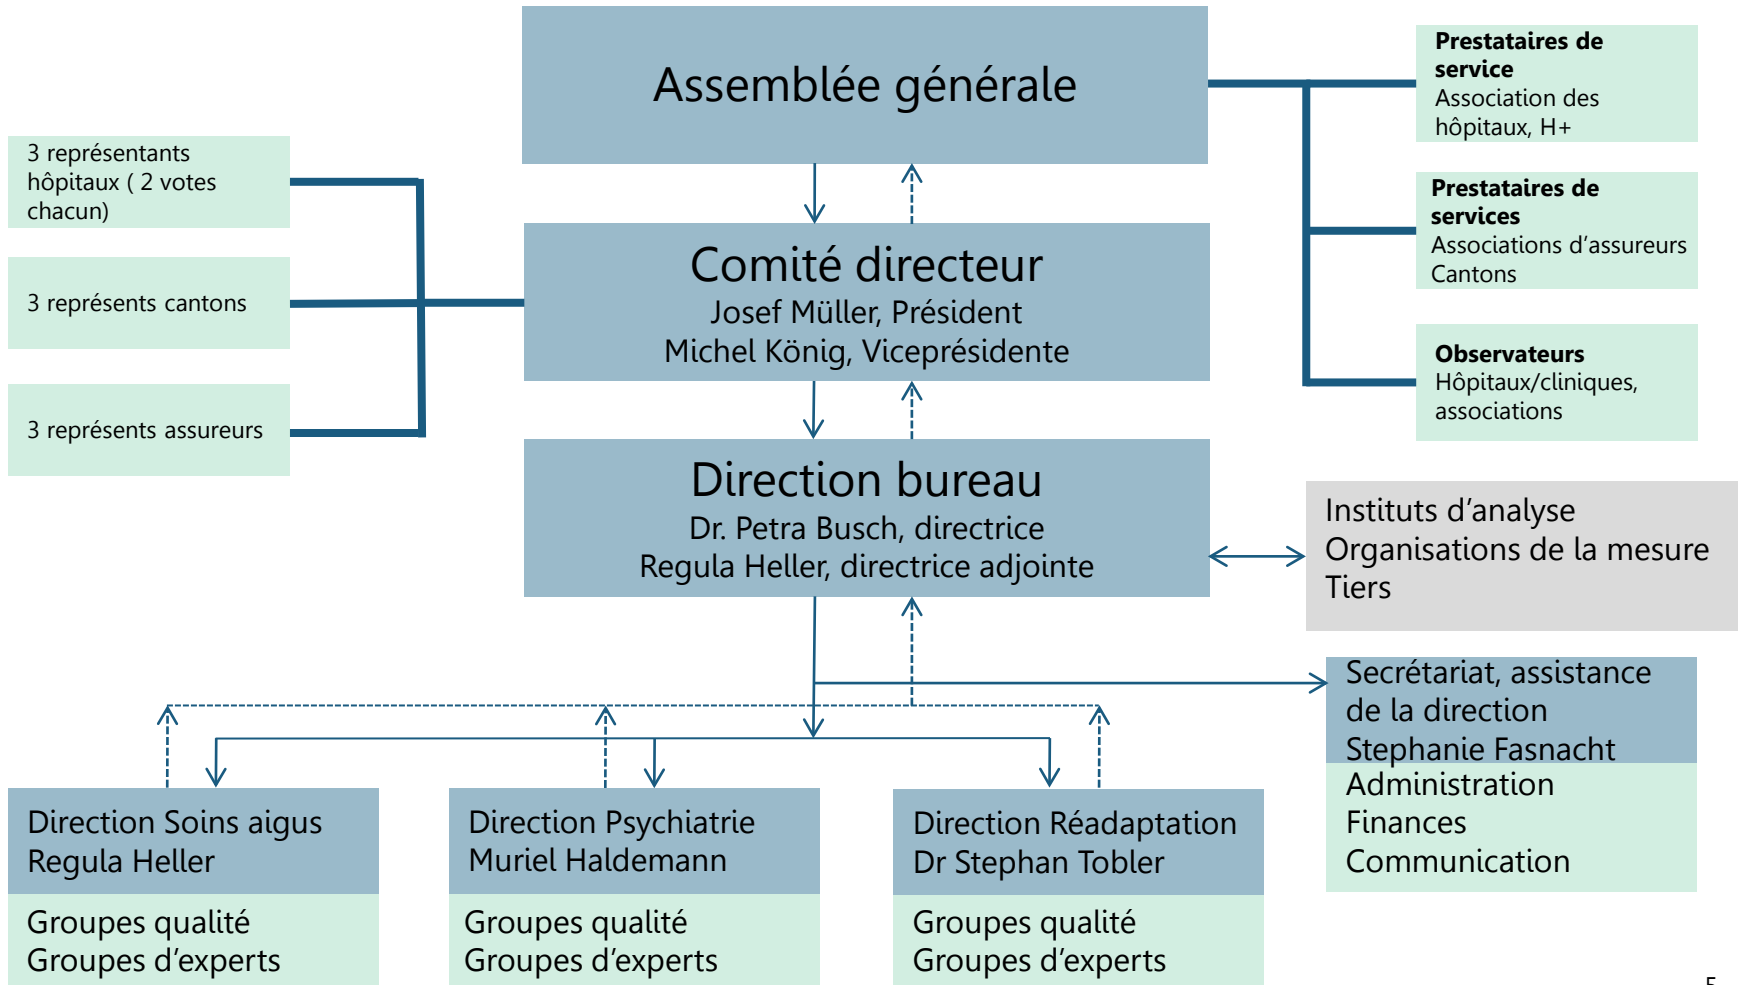 Assemblée générale
Prestataires de
service
Association des
hôpitaux, H+
3 représentants
hôpitaux ( 2 votes
chacun)
Prestataires de
services
Associations d’assureurs
Cantons
3 représents cantons
Comité directeur
Josef Müller, Président
Michel König, Viceprésidente
Observateurs
Hôpitaux/cliniques,
associations
3 représents assureurs
Direction bureau
Dr. Petra Busch, directrice
Regula Heller, directrice adjointe
Instituts d’analyse
Organisations de la mesure
Tiers
Secrétariat, assistance
de la direction
Stephanie Fasnacht
Administration
Finances
Communication
Direction Soins aigus
Regula Heller
Groupes qualité
Groupes d’experts
Direction Psychiatrie
Muriel Haldemann
Groupes qualité
Groupes d’experts
Direction Réadaptation
Dr Stephan Tobler
Groupes qualité
Groupes d’experts
5